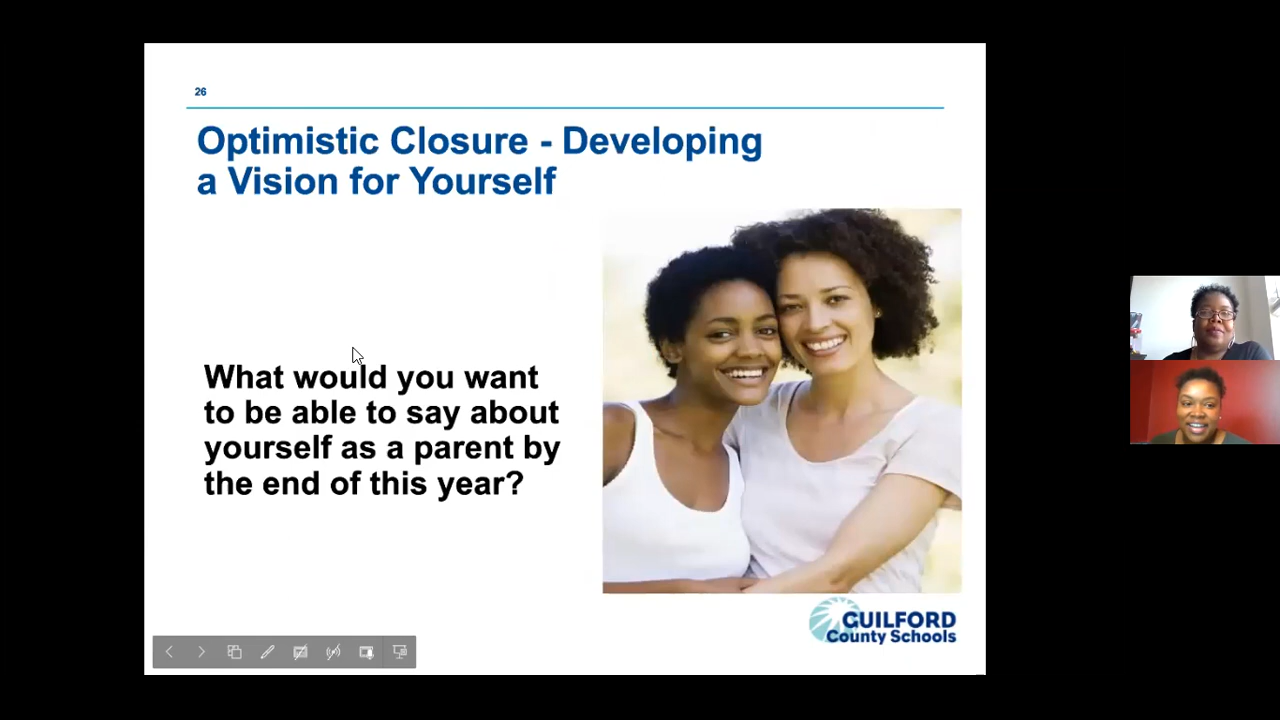 26
Optimistic Closure - Developing
a Vision for Yourself
What would you want
to be able to say about
yourself as a parent by
the end of this year?
GUILFORD
County Schools